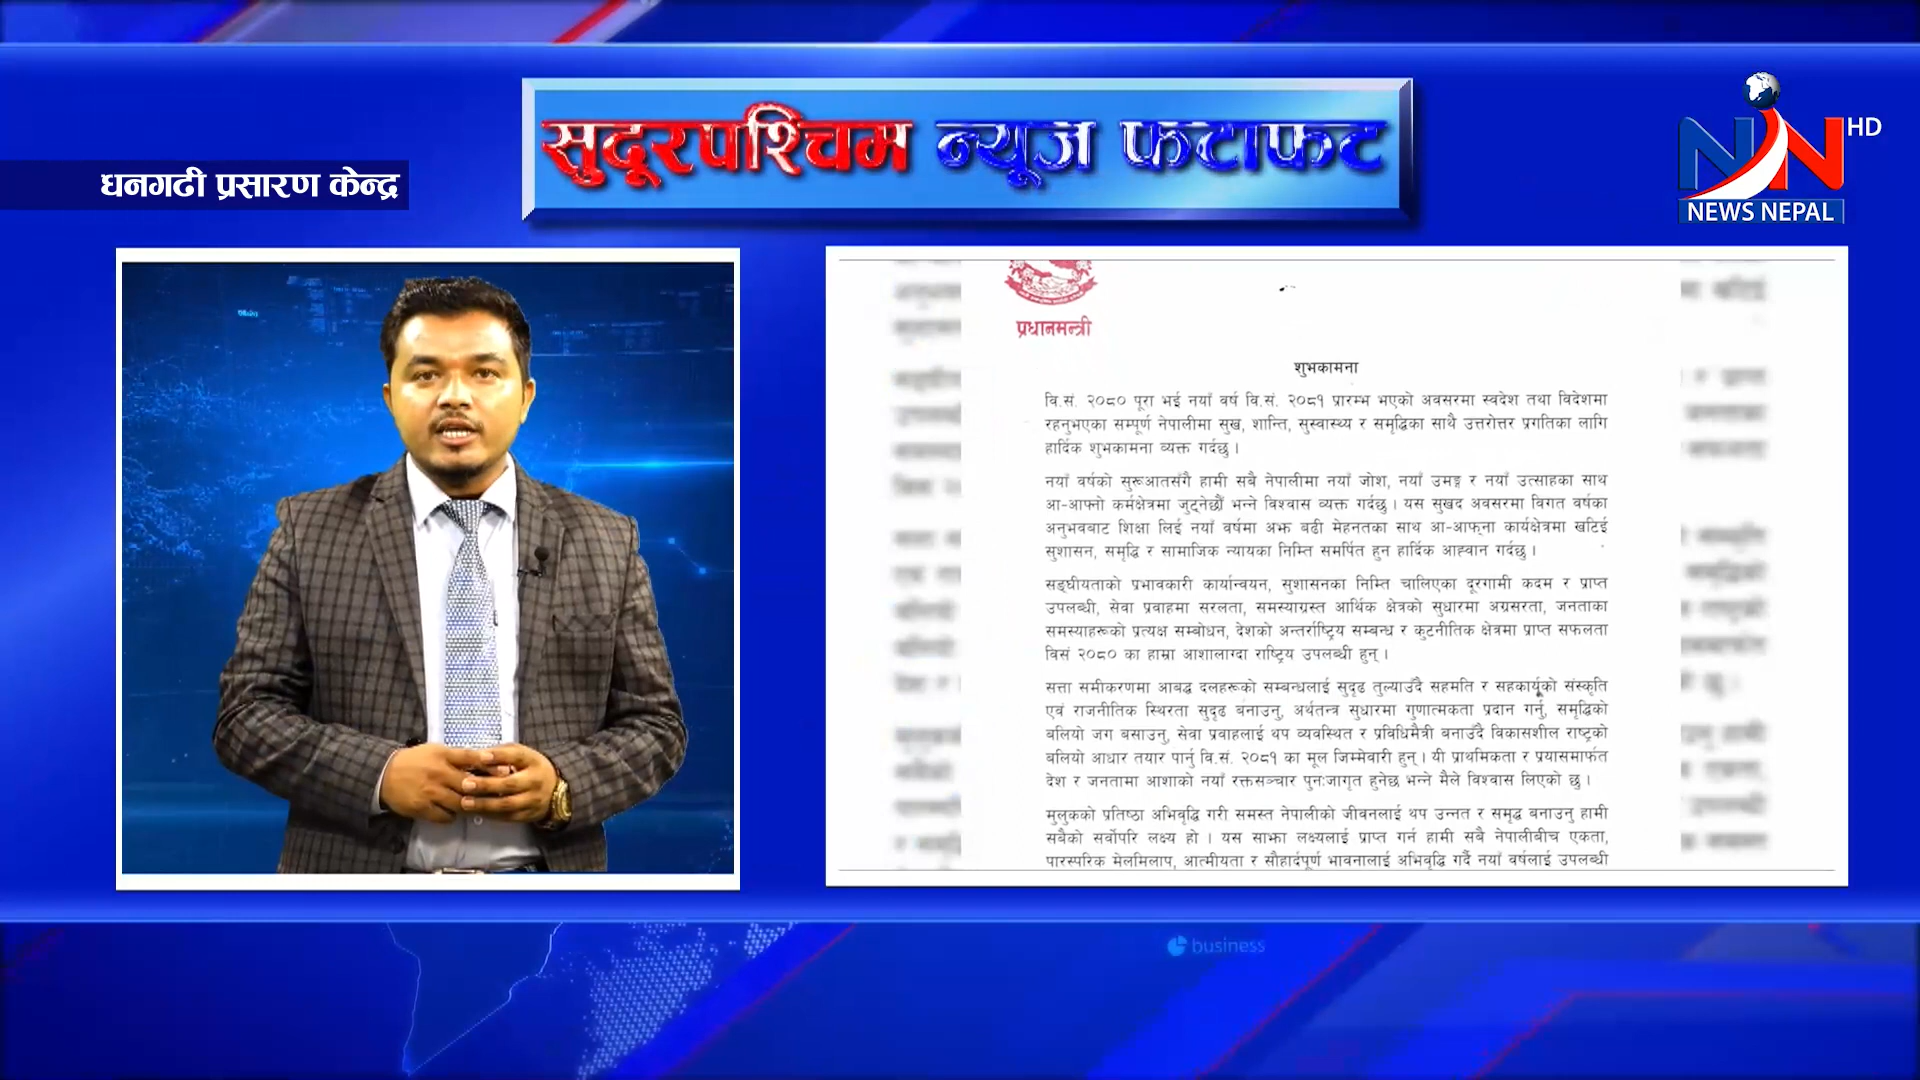 सुदूरपश्चिम न्यूज फटाफट
HD
NN
NEWS NEPAL
धनगढी प्रसारण केन्द्र
प्रधानमन्त्री
शुभकामना
वि.सं. २०८० पूरा भई नयाँ वर्ष वि.सं. २०८१ प्रारम्भ भएको अवसरमा स्वदेश तथा विदेशमा
रहनुभएका सम्पूर्ण नेपालीमा सुख, शान्ति, सुस्वास्थ्य र समृद्धिका साथै उत्तरोत्तर प्रगतिका लागि
हार्दिक शुभकामना व्यक्त गर्दछु ।
नयाँ वर्षको सुरूआतसँगै हामी सबै नेपालीमा नयाँ जोश, नयाँ उमङ्ग र नयाँ उत्साहका साथ
आ-आफ्नो कर्मक्षेत्रमा जुट्नेछौं भन्ने विश्वास व्यक्त गर्दछु । यस सुखद अवसरमा विगत वर्षका
अनुभवबाट शिक्षा लिई नयाँ वर्षमा अझ बढी मेहनतका साथ आ-आफ्‍ना कार्यक्षेत्रमा खटिई
सुशासन, समृद्धि र सामाजिक न्यायका निम्ति समर्पित हुन हार्दिक आह्वान गर्दछु ।
सङ्घीयताको प्रभावकारी कार्यान्वयन, सुशासनका निम्ति चालिएका दूरगामी कदम र प्राप्त
उपलब्धी, सेवा प्रवाहमा सरलता, समस्याग्रस्त आर्थिक क्षेत्रको सुधारमा अग्रसरता, जनताका
समस्याहरूको प्रत्यक्ष सम्बोधन, देशको अन्तर्राष्ट्रिय सम्बन्ध र कुटनीतिक क्षेत्रमा प्राप्त सफलता
विसं २०८० का हाम्रा आशालाग्दा राष्ट्रिय उपलब्धी हुन् ।
सत्ता समीकरणमा आबद्ध दलहरूको सम्बन्धलाई सुदृढ तुल्याउँदै सहमति र सहकार्यको संस्कृति
एवं राजनीतिक स्थिरता सुदृढ बनाउनु, अर्थतन्त्र सुधारमा गुणात्मकता प्रदान गर्नु, समृद्धिको
बलियो जग बसाउनु, सेवा प्रवाहलाई थप व्यवस्थित र प्रविधिमैत्री बनाउँदै विकासशील राष्ट्रको
बलियो आधार तयार पार्नु वि.सं. २०८१ का मूल जिम्मेवारी हुन् । यी प्राथमिकता र प्रयासमार्फत
देश र जनतामा आशाको नयाँ रक्तसञ्चार पुन:जागृत हुनेछ भन्ने मैले विश्वास लिएको छु ।
मुलुकको प्रतिष्ठा अभिवृद्धि गरी समस्त नेपालीको जीवनलाई थप उन्नत र समृद्ध बनाउनु हामी
सबैको सर्वोपरि लक्ष्य हो । यस साझा लक्ष्यलाई प्राप्त गर्न हामी सबै नेपालीबीच एकता,
पारस्परिक मेलमिलाप, आत्मीयता र सौहार्दपूर्ण भावनालाई अभिवृद्धि गर्दै नयाँ वर्षलाई उपलब्धी
business